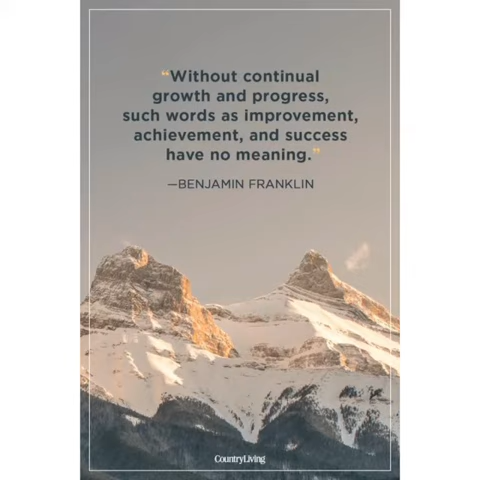 “Without continual
growth and progress,
such words as improvement,
achievement, and success
have no meaning.”
—BENJAMIN FRANKLIN
CountryLiving